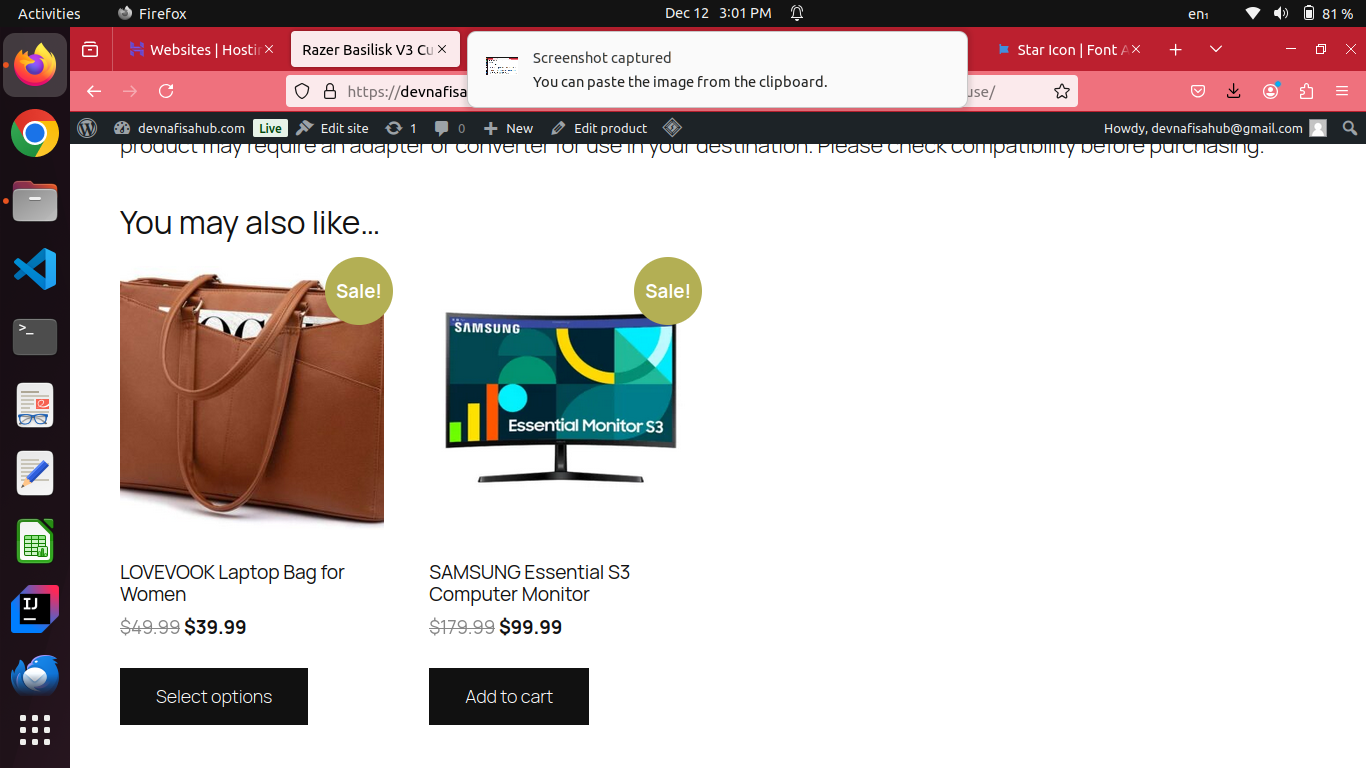 Activities
Firefox
Dec 12 3:01 PM
en₁
81 %
Websites | Hostin
Razer Basilisk V3 Cu
Star Icon | Font A
Screenshot captured
You can paste the image from the clipboard.
https://devnafisa
use/
devnafisahub.com
Live
Edit site
1
0
New
Edit product
Howdy, devnafisahub@gmail.com
product may require an adapter or converter for use in your destination. Please check compatibility before purchasing.
You may also like…
Sale!
Sale!
SAMSUNG
Essential Monitor S3
LOVEVOOK Laptop Bag for
Women
$49.99 $39.99
SAMSUNG Essential S3
Computer Monitor
$179.99 $99.99
Select options
Add to cart